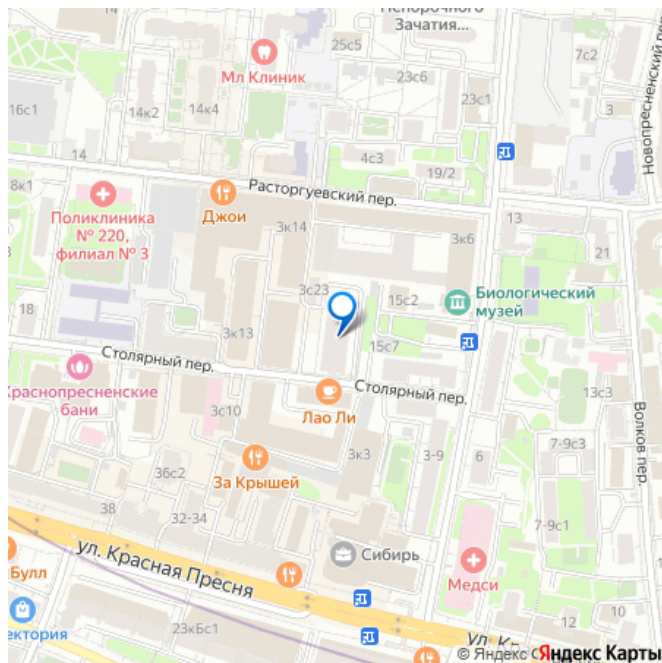 Непорочного
Зачатия...
25с5
7с2
Мл Клиник
23с6
23с1
16с1
14к2
14к4
3
Новопресненский пер.
14
4с3
19/2
8к1
Расторгуевский пер.
Поликлиника
№ 220,
филиал № 3
Джои
3к14
3к6
13
21
3с23
15с2
Биологический
музей
18
3к13
15с7
Столярный пер.
Краснопресненские
бани
Столярный пер.
13с3
3с10
Лао Ли
Волков пер.
3к3
3-9
6
7-9с3
36с2
За Крышей
38
32-34
7-9с1
ул. Красная Пресня
Сибирь
Медси
Булл
12
10
лектория
23кБс1
ул. К
© Яндекс
Яндекс Карты